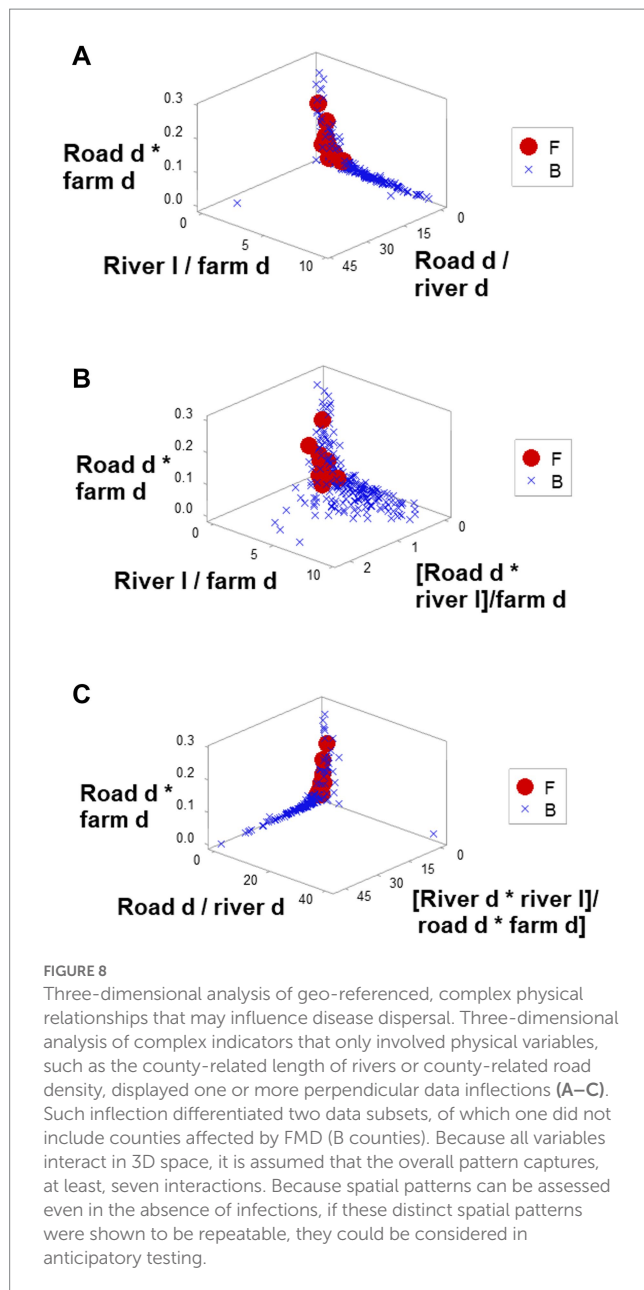 A
0.3
0.2
Road d *
farm d
0.1
0.0
0
5
10
River l / farm d
45
30
15
0
Road d /
river d
F
B
B
0.3
0.2
Road d *
farm d
0.1
0.0
0
5
10
River l / farm d
2
1
0
[Road d *
river l]/farm d
F
B
C
0.3
0.2
Road d *
farm d
0.1
0.0
0
20
40
Road d / river d
45
30
15
0
[River d * river l]/
road d * farm d]
F
B
FIGURE 8
Three-dimensional analysis of geo-referenced, complex physical
relationships that may influence disease dispersal. Three-dimensional
analysis of complex indicators that only involved physical variables,
such as the county-related length of rivers or county-related road
density, displayed one or more perpendicular data inflections (A–C).
Such inflection differentiated two data subsets, of which one did not
include counties affected by FMD (B counties). Because all variables
interact in 3D space, it is assumed that the overall pattern captures,
at least, seven interactions. Because spatial patterns can be assessed
even in the absence of infections, if these distinct spatial patterns
were shown to be repeatable, they could be considered in
anticipatory testing.